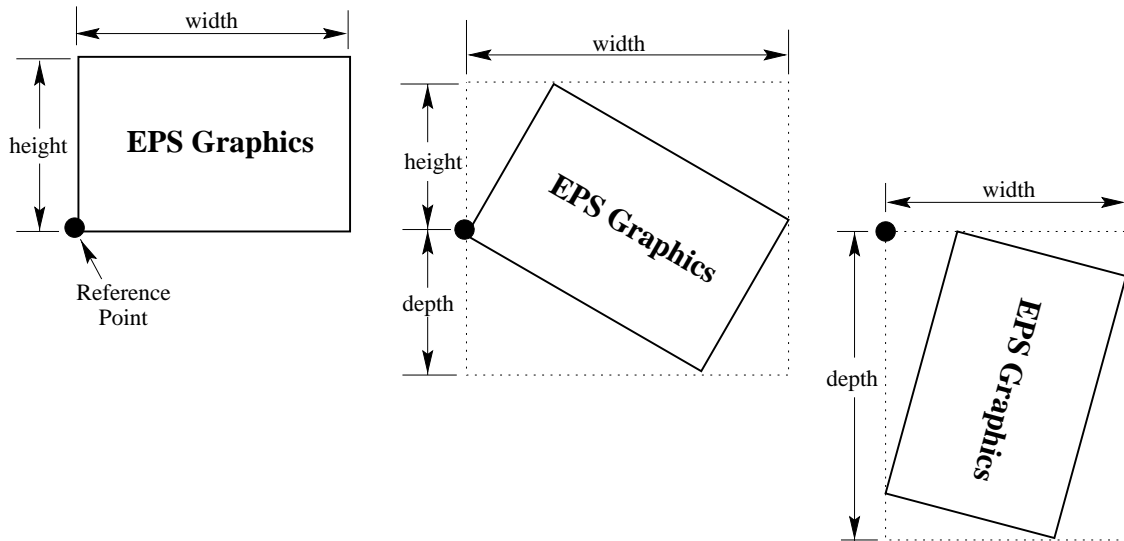 width
height
EPS Graphics
Reference
Point
width
height
EPS Graphics
depth
width
depth
EPS Graphics